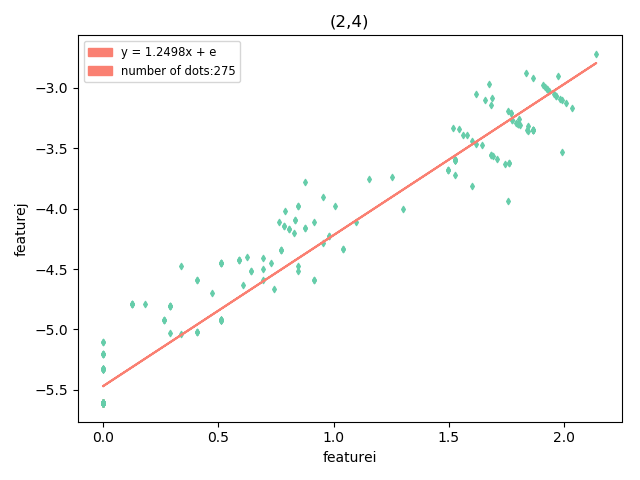 (2,4)
y = 1.2498x + e
number of dots:275
−3.0
−3.5
−4.0
−4.5
−5.0
−5.5
featurej
0.0 0.5 1.0 1.5 2.0
featurei